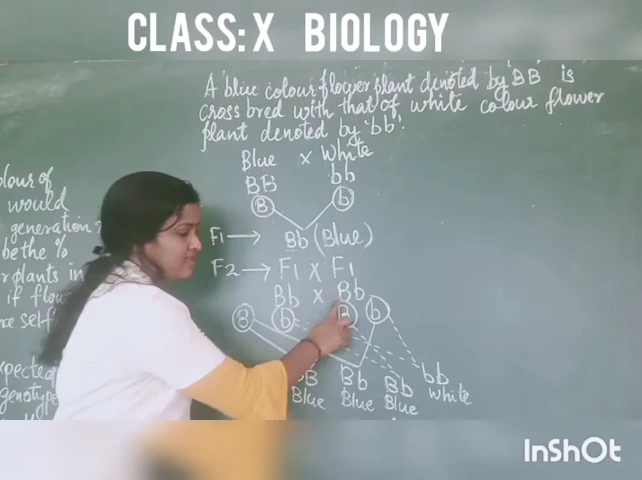 CLASS: X BIOLOGY
A blue colour flower plant denoted by BB is
cross bred with that of white colour flower
plant denoted by 'bb'.
Blue x White
BB bb
B b
F1 → Bb (Blue)
F2 → F1 x F1
Bb x Bb
B b B b
BB Bb Bb bb
Blue Blue Blue White
olour of
would
generation
be the %
r plants in
if flow
re self
xpected
genotype
InShOt